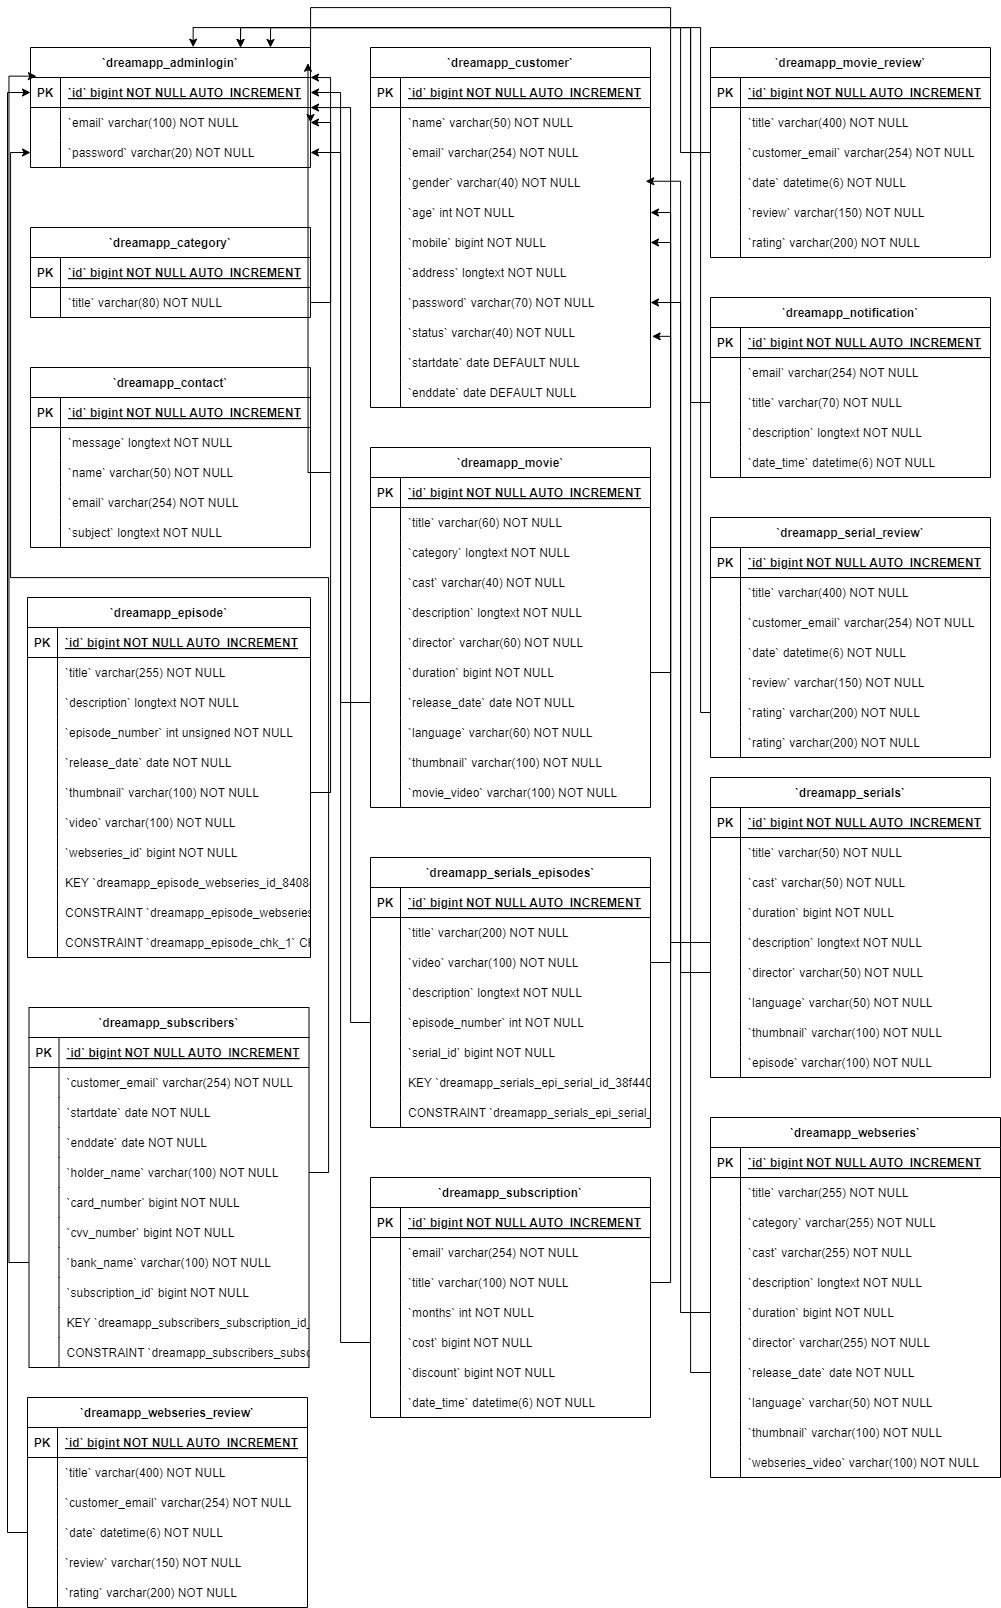 `dreamapp_adminlogin`
PK `id` bigint NOT NULL AUTO_INCREMENT
`email` varchar(100) NOT NULL
`password` varchar(20) NOT NULL
`dreamapp_category`
PK `id` bigint NOT NULL AUTO_INCREMENT
`title` varchar(80) NOT NULL
`dreamapp_contact`
PK `id` bigint NOT NULL AUTO_INCREMENT
`message` longtext NOT NULL
`name` varchar(50) NOT NULL
`email` varchar(254) NOT NULL
`subject` longtext NOT NULL
`dreamapp_episode`
PK `id` bigint NOT NULL AUTO_INCREMENT
`title` varchar(255) NOT NULL
`description` longtext NOT NULL
`episode_number` int unsigned NOT NULL
`release_date` date NOT NULL
`thumbnail` varchar(100) NOT NULL
`video` varchar(100) NOT NULL
`webseries_id` bigint NOT NULL
KEY `dreamapp_episode_webseries_id_8408
CONSTRAINT `dreamapp_episode_webseries
CONSTRAINT `dreamapp_episode_chk_1` C
`dreamapp_subscribers`
PK `id` bigint NOT NULL AUTO_INCREMENT
`customer_email` varchar(254) NOT NULL
`startdate` date NOT NULL
`enddate` date NOT NULL
`holder_name` varchar(100) NOT NULL
`card_number` bigint NOT NULL
`cvv_number` bigint NOT NULL
`bank_name` varchar(100) NOT NULL
`subscription_id` bigint NOT NULL
KEY `dreamapp_subscribers_subscription_id_
CONSTRAINT `dreamapp_subscribers_subsc
`dreamapp_webseries_review`
PK `id` bigint NOT NULL AUTO_INCREMENT
`title` varchar(400) NOT NULL
`customer_email` varchar(254) NOT NULL
`date` datetime(6) NOT NULL
`review` varchar(150) NOT NULL
`rating` varchar(200) NOT NULL
`dreamapp_customer`
PK `id` bigint NOT NULL AUTO_INCREMENT
`name` varchar(50) NOT NULL
`email` varchar(254) NOT NULL
`gender` varchar(40) NOT NULL
`age` int NOT NULL
`mobile` bigint NOT NULL
`address` longtext NOT NULL
`password` varchar(70) NOT NULL
`status` varchar(40) NOT NULL
`startdate` date DEFAULT NULL
`enddate` date DEFAULT NULL
`dreamapp_movie`
PK `id` bigint NOT NULL AUTO_INCREMENT
`title` varchar(60) NOT NULL
`category` longtext NOT NULL
`cast` varchar(40) NOT NULL
`description` longtext NOT NULL
`director` varchar(60) NOT NULL
`duration` bigint NOT NULL
`release_date` date NOT NULL
`language` varchar(60) NOT NULL
`thumbnail` varchar(100) NOT NULL
`movie_video` varchar(100) NOT NULL
`dreamapp_serials_episodes`
PK `id` bigint NOT NULL AUTO_INCREMENT
`title` varchar(200) NOT NULL
`video` varchar(100) NOT NULL
`description` longtext NOT NULL
`episode_number` int NOT NULL
`serial_id` bigint NOT NULL
KEY `dreamapp_serials_epi_serial_id_38f440
CONSTRAINT `dreamapp_serials_epi_serial_
`dreamapp_subscription`
PK `id` bigint NOT NULL AUTO_INCREMENT
`email` varchar(254) NOT NULL
`title` varchar(100) NOT NULL
`months` int NOT NULL
`cost` bigint NOT NULL
`discount` bigint NOT NULL
`date_time` datetime(6) NOT NULL
`dreamapp_movie_review`
PK `id` bigint NOT NULL AUTO_INCREMENT
`title` varchar(400) NOT NULL
`customer_email` varchar(254) NOT NULL
`date` datetime(6) NOT NULL
`review` varchar(150) NOT NULL
`rating` varchar(200) NOT NULL
`dreamapp_notification`
PK `id` bigint NOT NULL AUTO_INCREMENT
`email` varchar(254) NOT NULL
`title` varchar(70) NOT NULL
`description` longtext NOT NULL
`date_time` datetime(6) NOT NULL
`dreamapp_serial_review`
PK `id` bigint NOT NULL AUTO_INCREMENT
`title` varchar(400) NOT NULL
`customer_email` varchar(254) NOT NULL
`date` datetime(6) NOT NULL
`review` varchar(150) NOT NULL
`rating` varchar(200) NOT NULL
`rating` varchar(200) NOT NULL
`dreamapp_serials`
PK `id` bigint NOT NULL AUTO_INCREMENT
`title` varchar(50) NOT NULL
`cast` varchar(50) NOT NULL
`duration` bigint NOT NULL
`description` longtext NOT NULL
`director` varchar(50) NOT NULL
`language` varchar(50) NOT NULL
`thumbnail` varchar(100) NOT NULL
`episode` varchar(100) NOT NULL
`dreamapp_webseries`
PK `id` bigint NOT NULL AUTO_INCREMENT
`title` varchar(255) NOT NULL
`category` varchar(255) NOT NULL
`cast` varchar(255) NOT NULL
`description` longtext NOT NULL
`duration` bigint NOT NULL
`director` varchar(255) NOT NULL
`release_date` date NOT NULL
`language` varchar(50) NOT NULL
`thumbnail` varchar(100) NOT NULL
`webseries_video` varchar(100) NOT NULL